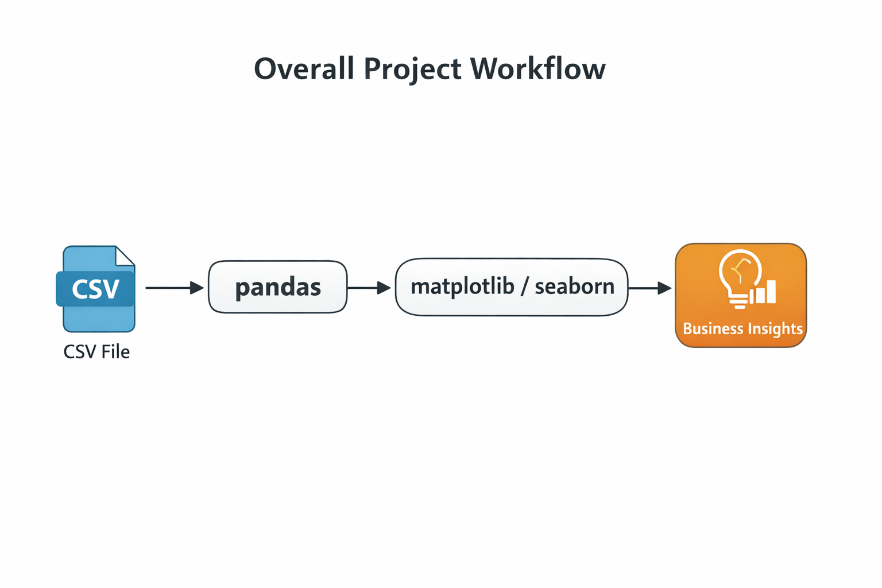 Overall Project Workflow
CSV
CSV File
pandas
matplotlib / seaborn
Business Insights